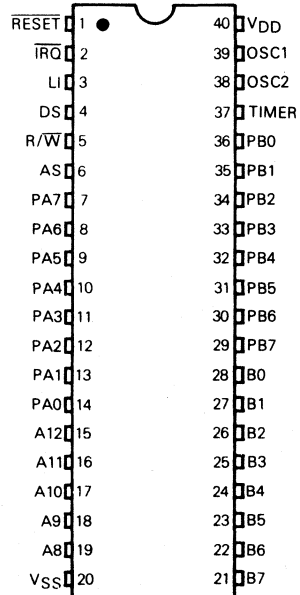 RESET 1 40 VDD
IRQ 2 39 OSC1
LI 3 38 OSC2
DS 4 37 TIMER
R/W 5 36 PB0
AS 6 35 PB1
PA7 7 34 PB2
PA6 8 33 PB3
PA5 9 32 PB4
PA4 10 31 PB5
PA3 11 30 PB6
PA2 12 29 PB7
PA1 13 28 B0
PA0 14 27 B1
A12 15 26 B2
A11 16 25 B3
A10 17 24 B4
A9 18 23 B5
A8 19 22 B6
VSS 20 21 B7